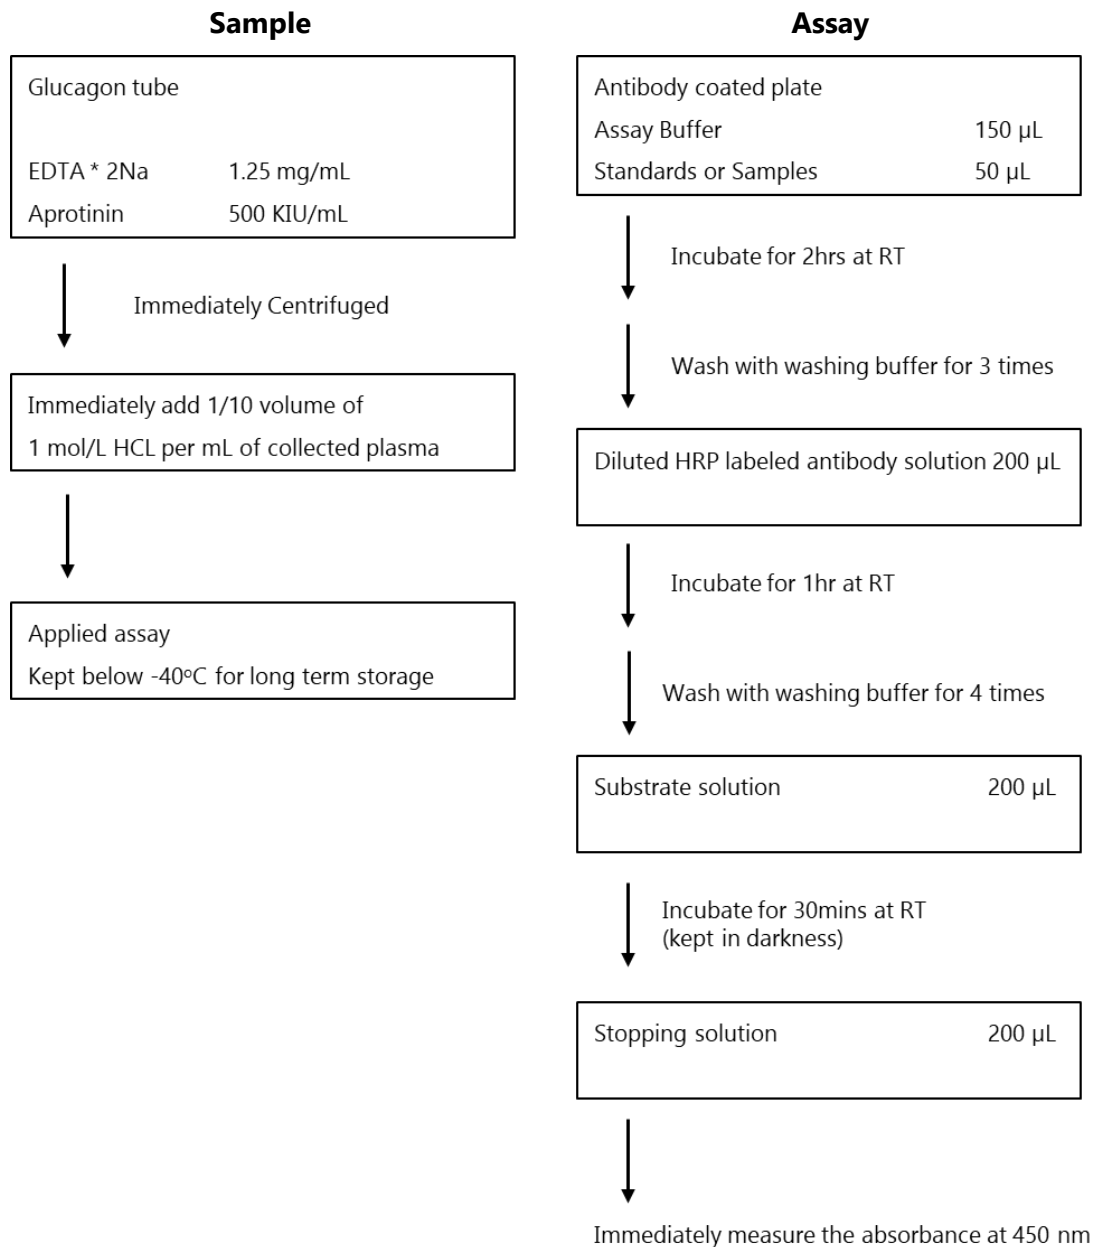 Sample
Glucagon tube
EDTA * 2Na 1.25 mg/mL
Aprotinin 500 KIU/mL
Immediately Centrifuged
Immediately add 1/10 volume of
1 mol/L HCL per mL of collected plasma
Applied assay
Kept below -40°C for long term storage
Assay
Antibody coated plate
Assay Buffer 150 µL
Standards or Samples 50 µL
Incubate for 2hrs at RT
Wash with washing buffer for 3 times
Diluted HRP labeled antibody solution 200 µL
Incubate for 1hr at RT
Wash with washing buffer for 4 times
Substrate solution 200 µL
Incubate for 30mins at RT
(kept in darkness)
Stopping solution 200 µL
Immediately measure the absorbance at 450 nm